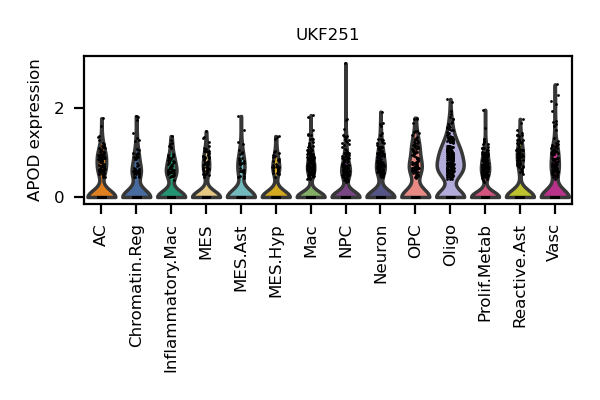 UKF251
APOD expression
2
0
AC
Chromatin.Reg
Inflammatory.Mac
MES
MES.Ast
MES.Hyp
Mac
NPC
Neuron
OPC
Oligo
Prolif.Metab
Reactive.Ast
Vasc